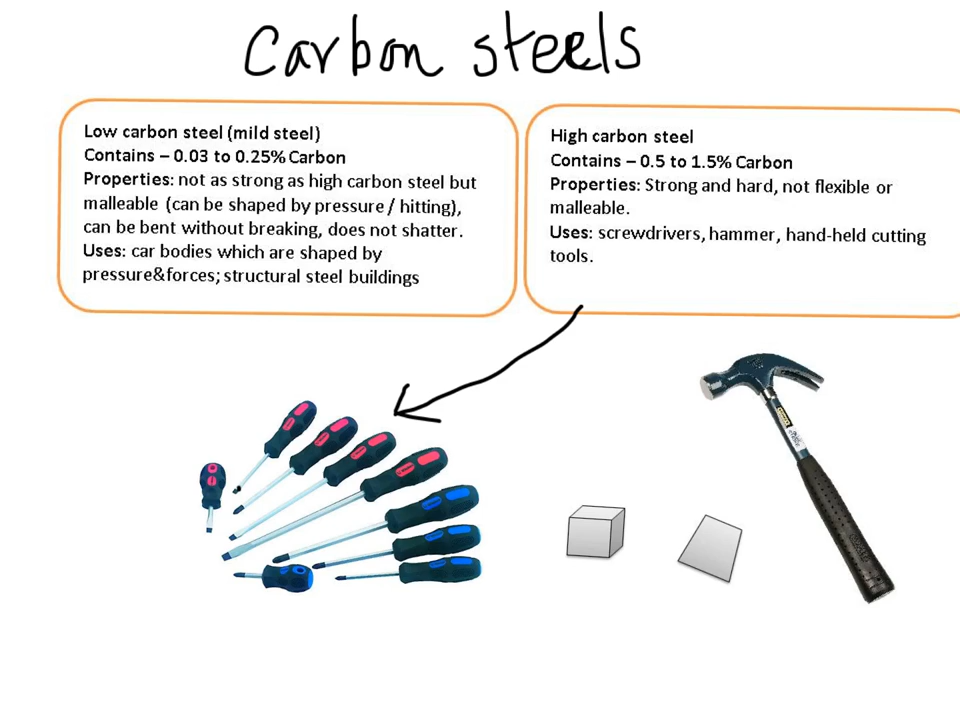 Carbon steels
Low carbon steel (mild steel)
Contains – 0.03 to 0.25% Carbon
Properties: not as strong as high carbon steel but
malleable (can be shaped by pressure / hitting),
can be bent without breaking, does not shatter.
Uses: car bodies which are shaped by
pressure&forces; structural steel buildings
High carbon steel
Contains – 0.5 to 1.5% Carbon
Properties: Strong and hard, not flexible or
malleable.
Uses: screwdrivers, hammer, hand-held cutting
tools.